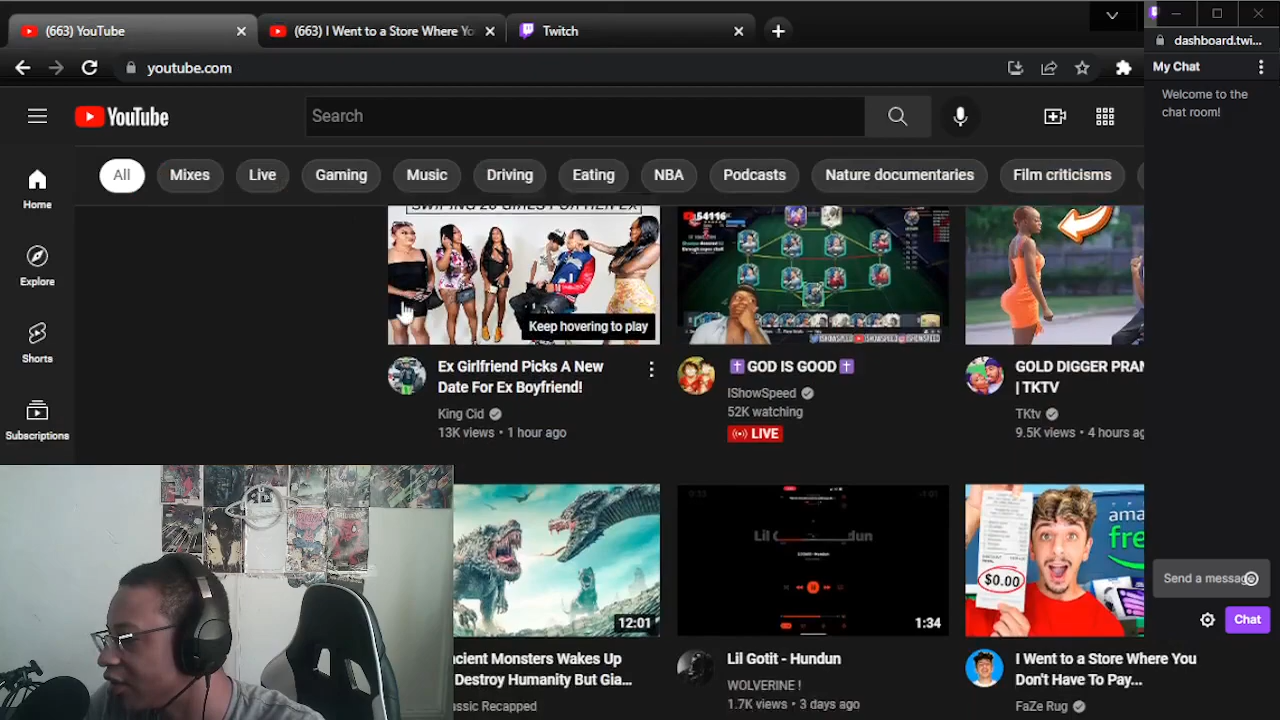 (663) YouTube
(663) I Went to a Store Where Yo
Twitch
dashboard.twi...
youtube.com
My Chat
Welcome to the
chat room!
YouTube
Search
All
Mixes
Live
Gaming
Music
Driving
Eating
NBA
Podcasts
Nature documentaries
Film criticisms
Home
Explore
Shorts
Subscriptions
54116
Keep hovering to play
Ex Girlfriend Picks A New
Date For Ex Boyfriend!
King Cid
13K views • 1 hour ago
✝️GOD IS GOOD✝️
IShowSpeed
52K watching
LIVE
GOLD DIGGER PRAN
| TKTV
TKtv
9.5K views • 4 hours ag
12:01
cient Monsters Wakes Up
Destroy Humanity But Gia...
assic Recapped
1:34
Lil Gotit - Hundun
WOLVERINE !
1.7K views • 3 days ago
$0.00
ama
fre
I Went to a Store Where You
Don't Have To Pay...
FaZe Rug
Send a messag
Chat